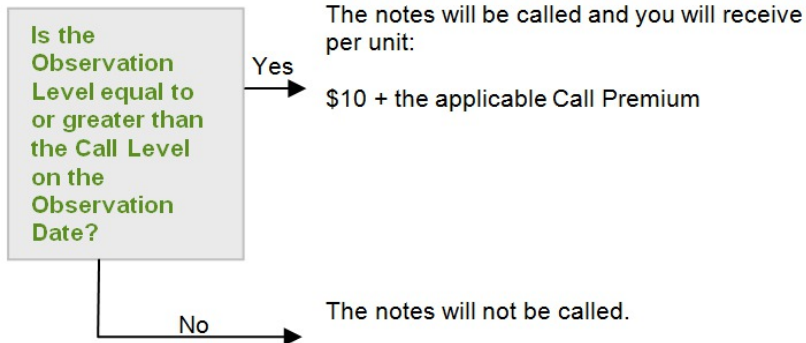 Is the
Observation
Level equal to
or greater than
the Call Level
on the
Observation
Date?
Yes
The notes will be called and you will receive
per unit:
$10 + the applicable Call Premium
No
The notes will not be called.